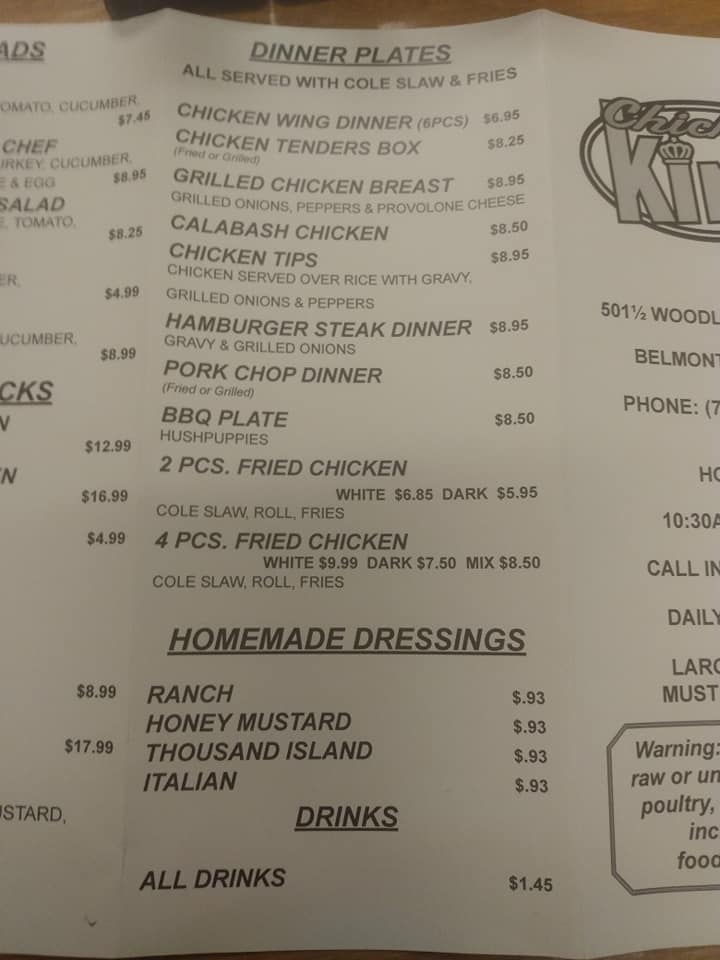 ADS
TOMATO, CUCUMBER,
$7.45
CHEF
TURKEY, CUCUMBER,
E & EGG $8.95
SALAD
E, TOMATO,
$8.25
ER,
$4.99
UCUMBER,
$8.99
CKS
N
$12.99
N
$16.99
$4.99
$8.99
$17.99
USTARD,
DINNER PLATES
ALL SERVED WITH COLE SLAW & FRIES
CHICKEN WING DINNER (6PCS) $6.95
CHICKEN TENDERS BOX $8.25
(Fried or Grilled)
GRILLED CHICKEN BREAST $8.95
GRILLED ONIONS, PEPPERS & PROVOLONE CHEESE
CALABASH CHICKEN $8.50
CHICKEN TIPS $8.95
CHICKEN SERVED OVER RICE WITH GRAVY,
GRILLED ONIONS & PEPPERS
HAMBURGER STEAK DINNER $8.95
GRAVY & GRILLED ONIONS
PORK CHOP DINNER $8.50
(Fried or Grilled)
BBQ PLATE $8.50
HUSHPUPPIES
2 PCS. FRIED CHICKEN
WHITE $6.85 DARK $5.95
COLE SLAW, ROLL, FRIES
4 PCS. FRIED CHICKEN
WHITE $9.99 DARK $7.50 MIX $8.50
COLE SLAW, ROLL, FRIES
HOMEMADE DRESSINGS
RANCH $.93
HONEY MUSTARD $.93
THOUSAND ISLAND $.93
ITALIAN $.93
DRINKS
ALL DRINKS $1.45
Chic
Kin
501½ WOODL
BELMONT
PHONE: (7
HO
10:30A
CALL IN
DAILY
LARG
MUST
Warning:
raw or un
poultry,
inc
food